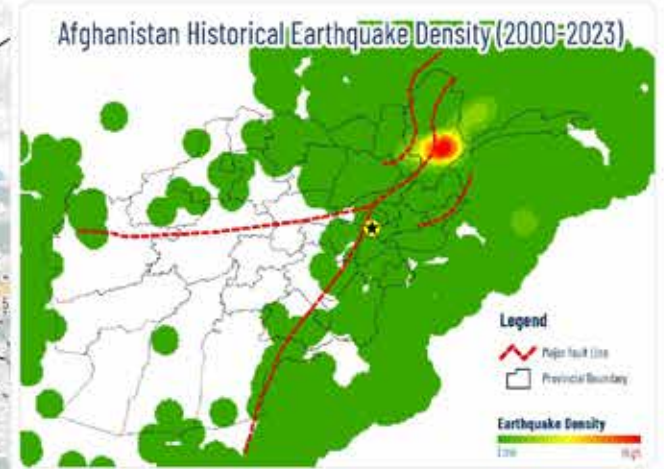 Afghanistan Historical Earthquake Density (2000-2023)
Legend
Major Fault Line
Provincial Boundary
Earthquake Density
Low High